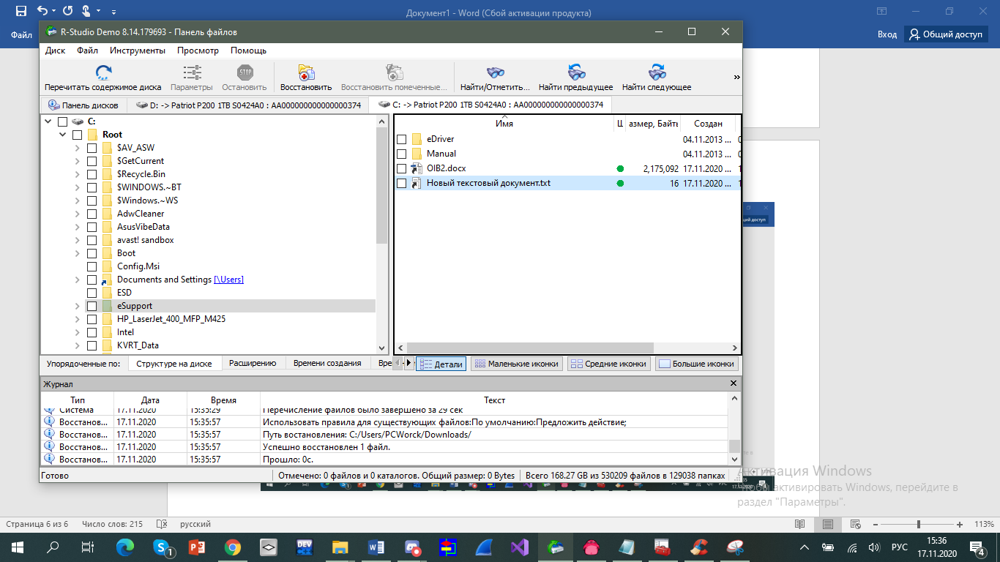 Документ1 - Word (Сбой активации продукта)
Файл
Вход
Общий доступ
R-Studio Demo 8.14.179693 - Панель файлов
Диск Файл Инструменты Просмотр Помощь
STOP
Перечитать содержимое диска Параметры Остановить Восстановить Восстановить помеченные... Найти/Отметить... Найти предыдущее Найти следующее »
Панель дисков
D: -> Patriot P200 1TB S0424A0 : AA000000000000000374
C: -> Patriot P200 1TB S0424A0 : AA000000000000000374
C:
Root
$AV_ASW
$GetCurrent
$Recycle.Bin
$WINDOWS.~BT
$Windows.~WS
AdwCleaner
AsusVibeData
avast! sandbox
Boot
Config.Msi
Documents and Settings [\Users]
ESD
eSupport
HP_LaserJet_400_MFP_M425
Intel
KVRT_Data
Имя Ц азмер, Байты Создан
eDriver 04.11.2013 ...
Manual 04.11.2013 ...
OIB2.docx 2,175,092 17.11.2020 ...
Новый текстовый документ.txt 16 17.11.2020 ...
Упорядоченные по: Структуре на диске Расширению Времени создания Вре
Детали Маленькие иконки Средние иконки Большие иконки
Журнал
Тип Дата Время Текст
Система 17.11.2020 15:35:29 Перечисление файлов было завершено за 29 сек
Восстанов... 17.11.2020 15:35:57 Использовать правила для существующих файлов:По умолчанию:Предложить действие;
Восстанов... 17.11.2020 15:35:57 Путь востановления: C:/Users/PCWorck/Downloads/
Восстанов... 17.11.2020 15:35:57 Успешно восстановлен 1 файл.
Восстанов... 17.11.2020 15:35:57 Прошло: 0с.
Готово
Отмечено: 0 файлов и 0 каталогов. Общий размер: 0 Bytes
Всего 168.27 GB из 530209 файлов в 129038 папках
Активация Windows
активировать Windows, перейдите в
раздел "Параметры".
Страница 6 из 6 Число слов: 215 русский
113%
РУС
15:36
17.11.2020